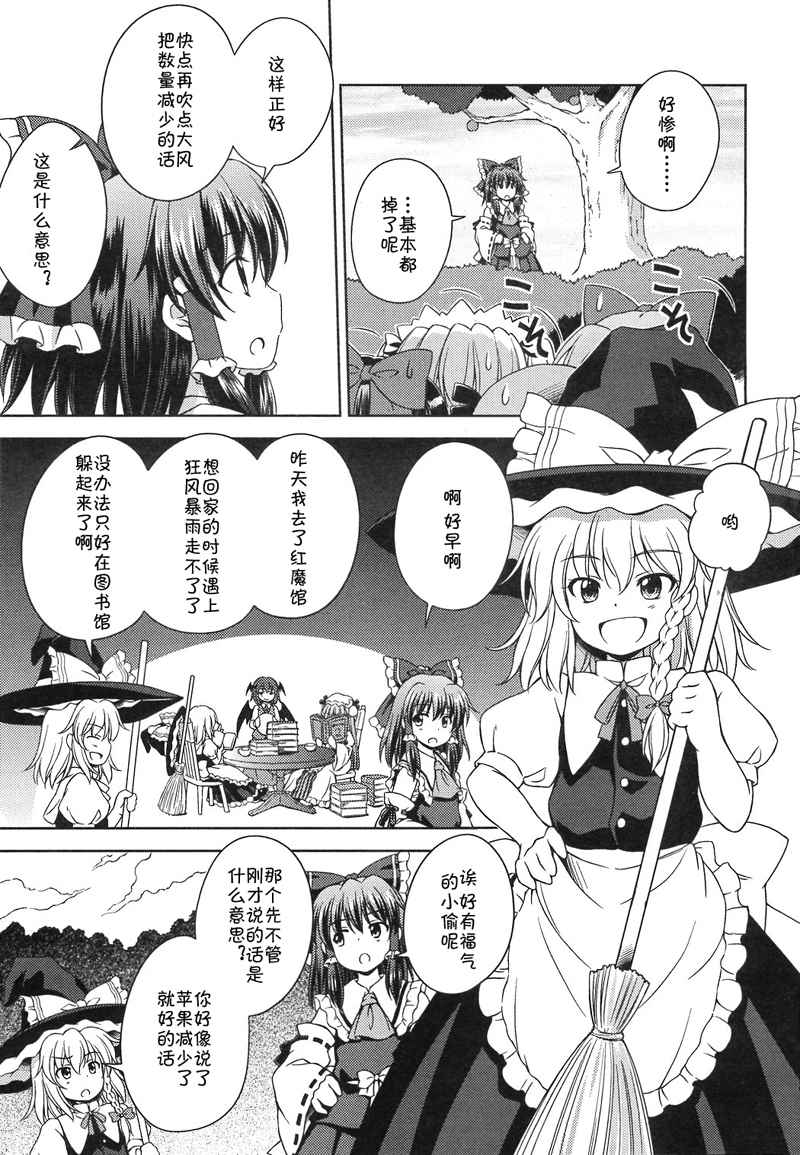 好惨啊……
…基本都
掉了呢
これ
これ
这样正好
快点再吹点大风
把数量减少的话
这是什么意思？
哟
啊 好早啊
昨天我去了红魔馆
想回家的时候遇上
狂风暴雨走不了了
没办法只好在图书馆
躲起来了啊
诶好有福气
的小偷呢
那个先不管
刚才说的话是
什么意思？
你好像说了
苹果减少了
就好的话